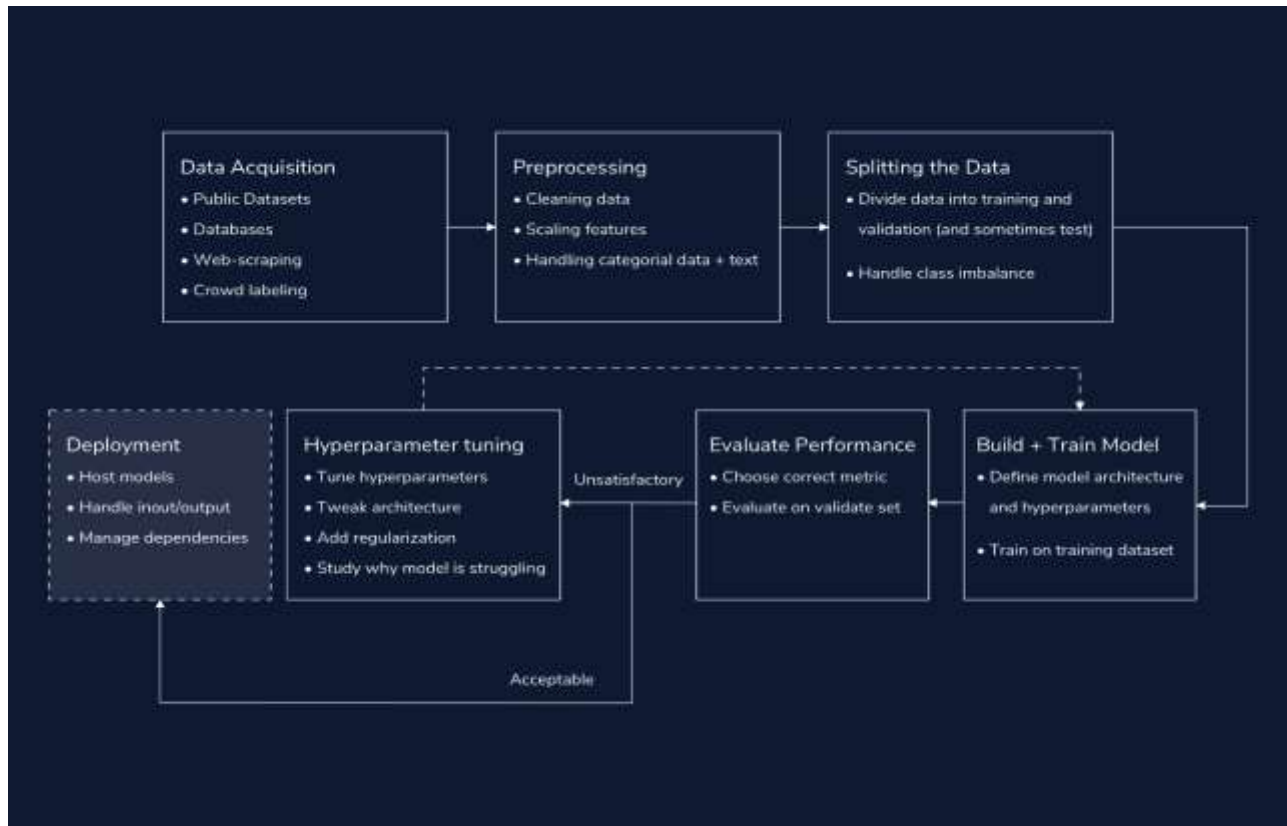 Data Acquisition
• Public Datasets
• Databases
• Web-scraping
• Crowd labeling
Preprocessing
• Cleaning data
• Scaling features
• Handling categorial data + text
Splitting the Data
• Divide data into training and
validation (and sometimes test)
• Handle class imbalance
Deployment
• Host models
• Handle inout/output
• Manage dependencies
Hyperparameter tuning
• Tune hyperparameters
• Tweak architecture
• Add regularization
• Study why model is struggling
Unsatisfactory
Evaluate Performance
• Choose correct metric
• Evaluate on validate set
Build + Train Model
• Define model architecture
and hyperparameters
• Train on training dataset
Acceptable